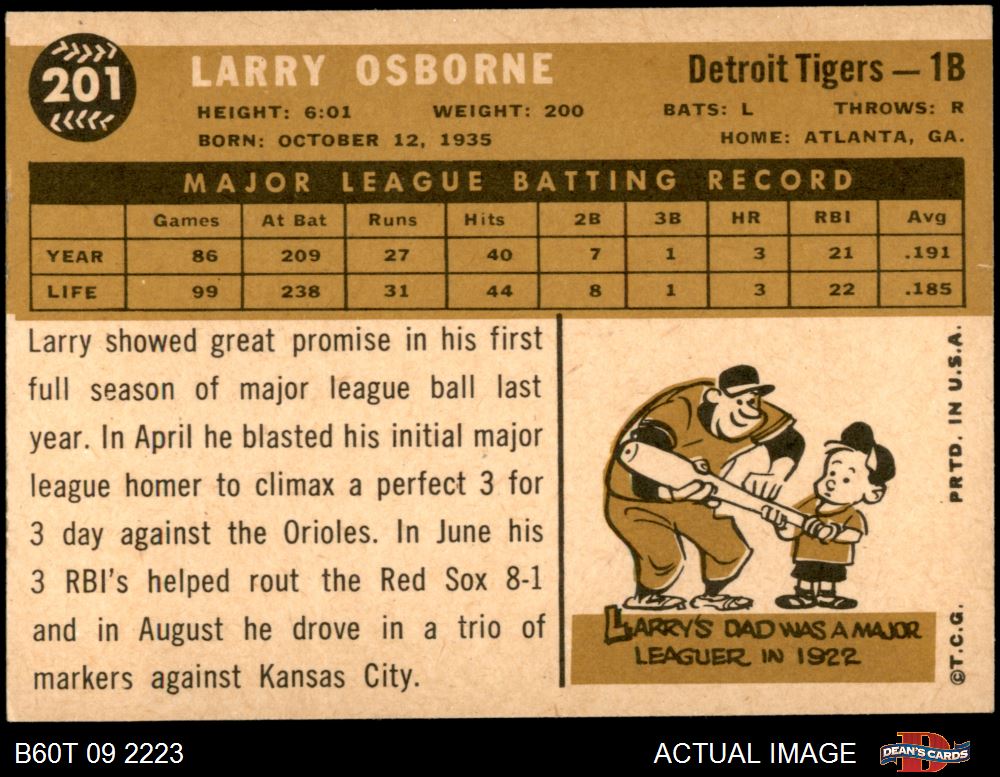 201
LARRY OSBORNE
Detroit Tigers — 1B
HEIGHT: 6:01 WEIGHT: 200 BATS: L THROWS: R
BORN: OCTOBER 12, 1935 HOME: ATLANTA, GA.
MAJOR LEAGUE BATTING RECORD
Games At Bat Runs Hits 2B 3B HR RBI Avg
YEAR 86 209 27 40 7 1 3 21 .191
LIFE 99 238 31 44 8 1 3 22 .185
Larry showed great promise in his first
full season of major league ball last
year. In April he blasted his initial major
league homer to climax a perfect 3 for
3 day against the Orioles. In June his
3 RBI's helped rout the Red Sox 8-1
and in August he drove in a trio of
markers against Kansas City.
LARRY'S DAD WAS A MAJOR
LEAGUER IN 1922
©T.C.G. PRTD. IN U.S.A.
B60T 09 2223
ACTUAL IMAGE
DEAN'S CARDS